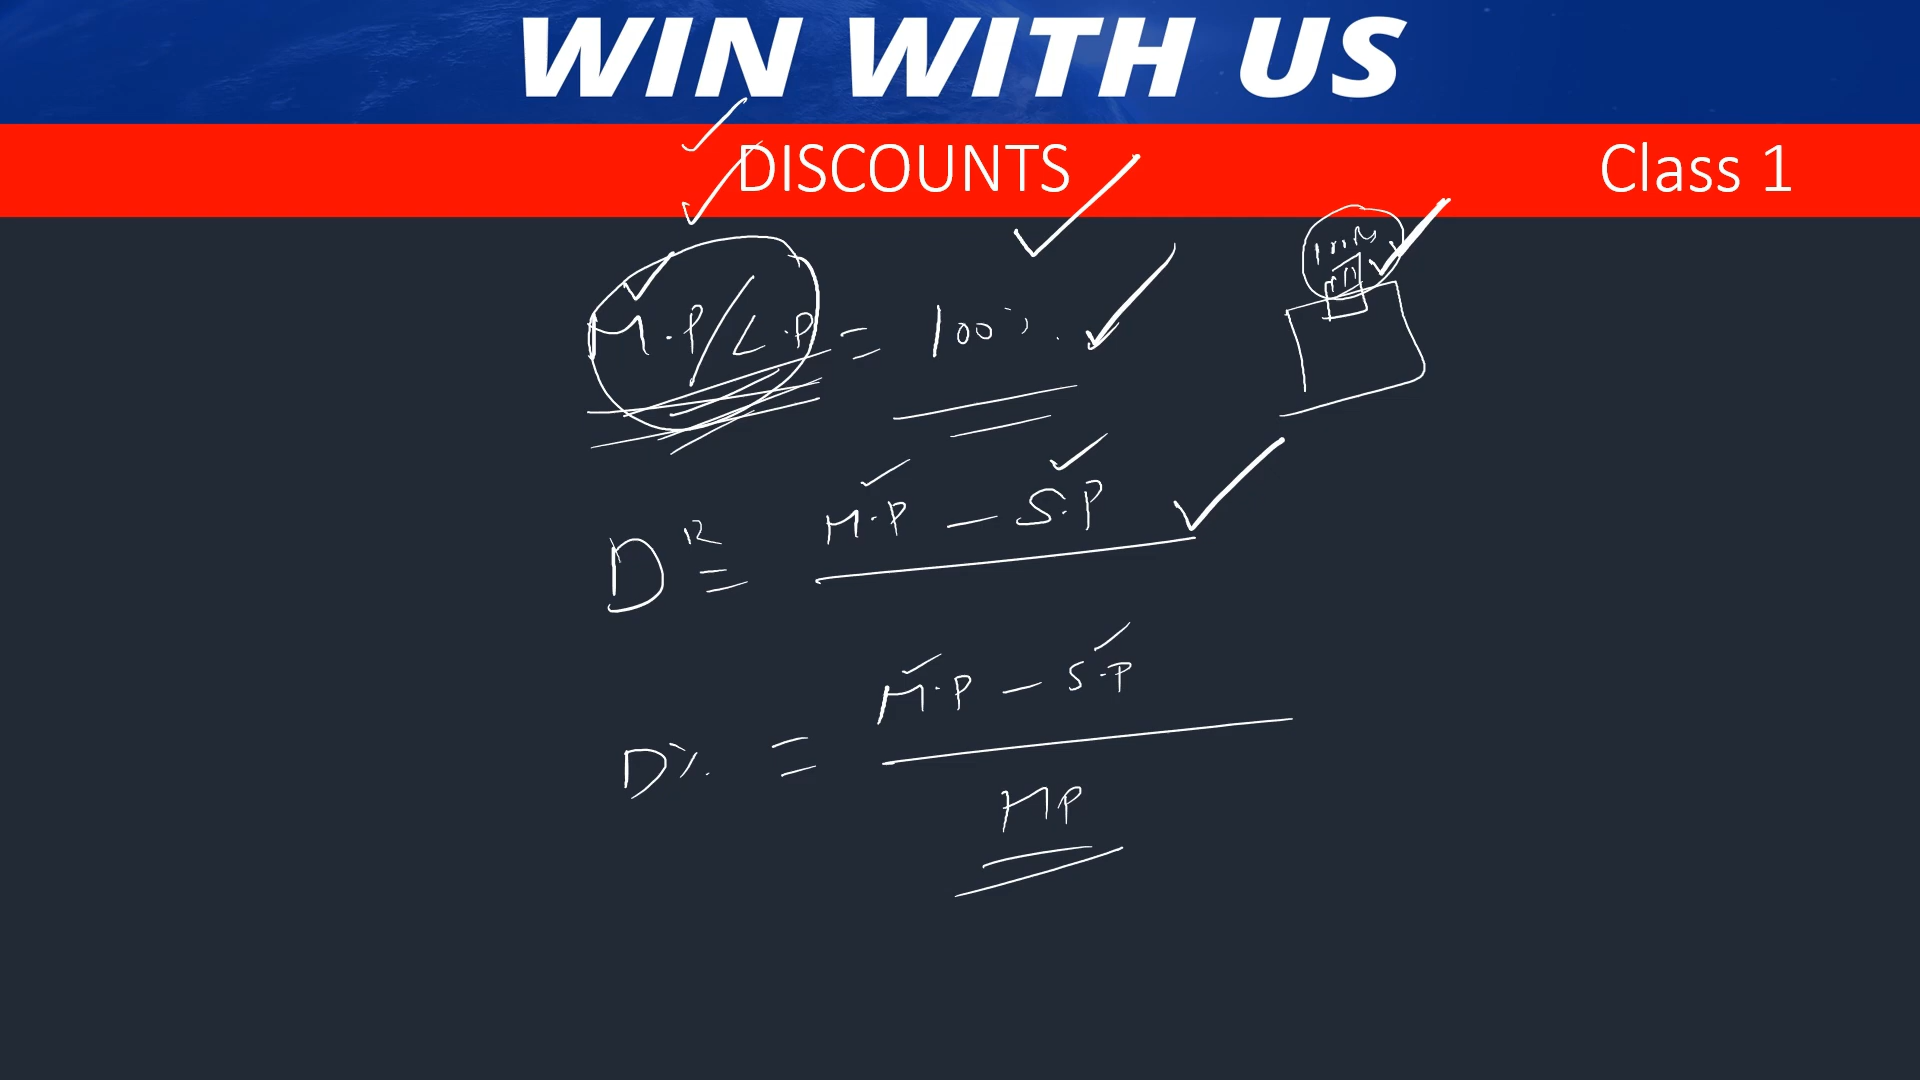 WIN WITH US
DISCOUNTS
Class 1
M.P/L.P = 100%.
D = M.P - S.P
D% = M.P - S.P
MP